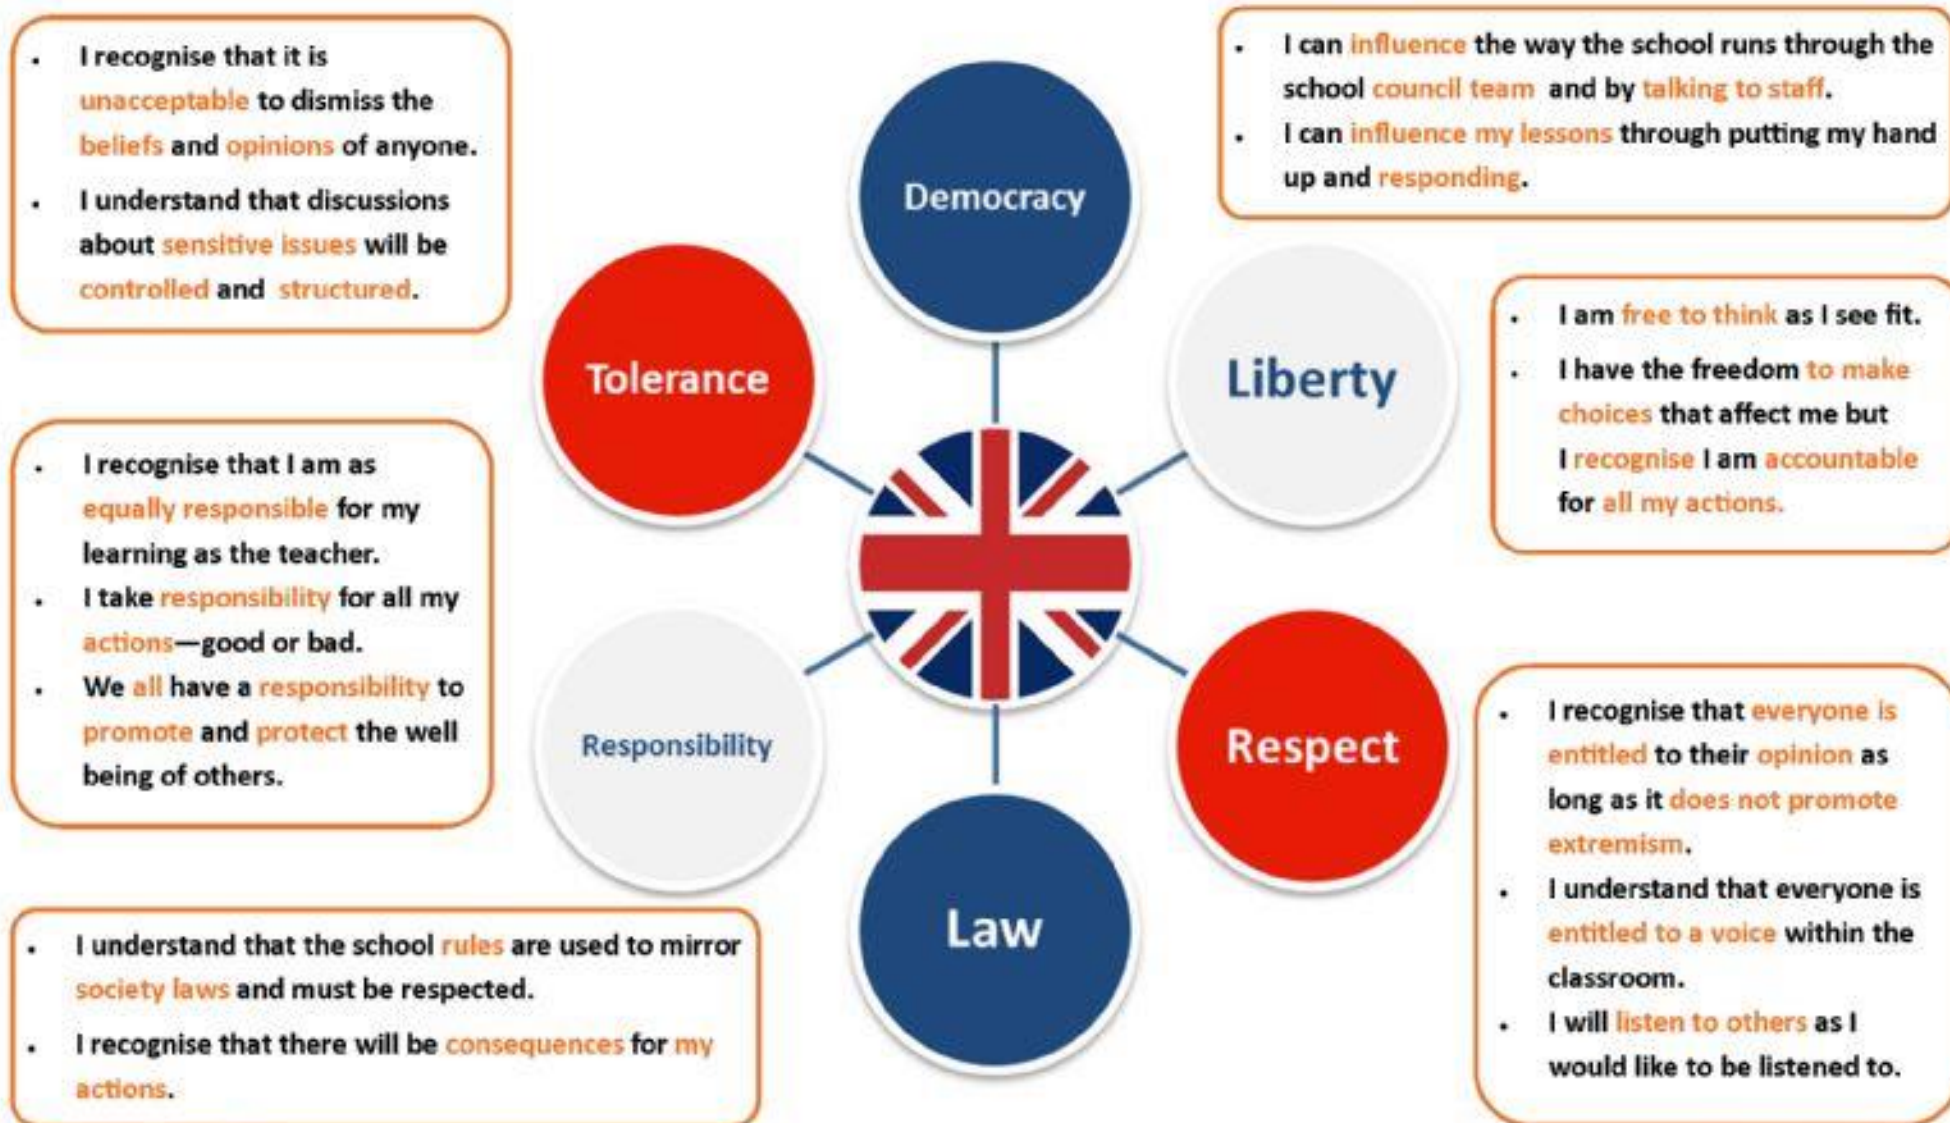 I recognise that it is
unacceptable to dismiss the
beliefs and opinions of anyone.
I understand that discussions
about sensitive issues will be
controlled and structured.
Democracy
I can influence the way the school runs through the
school council team and by talking to staff.
I can influence my lessons through putting my hand
up and responding.
Tolerance
Liberty
I am free to think as I see fit.
I have the freedom to make
choices that affect me but
I recognise I am accountable
for all my actions.
I recognise that I am as
equally responsible for my
learning as the teacher.
I take responsibility for all my
actions—good or bad.
We all have a responsibility to
promote and protect the well
being of others.
Responsibility
Respect
I recognise that everyone is
entitled to their opinion as
long as it does not promote
extremism.
I understand that everyone is
entitled to a voice within the
classroom.
I will listen to others as I
would like to be listened to.
I understand that the school rules are used to mirror
society laws and must be respected.
I recognise that there will be consequences for my
actions.
Law